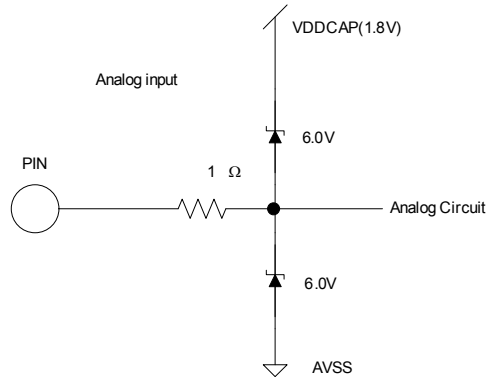 VDDCAP(1.8V)
Analog input
6.0V
PIN
1 Ω
Analog Circuit
6.0V
AVSS